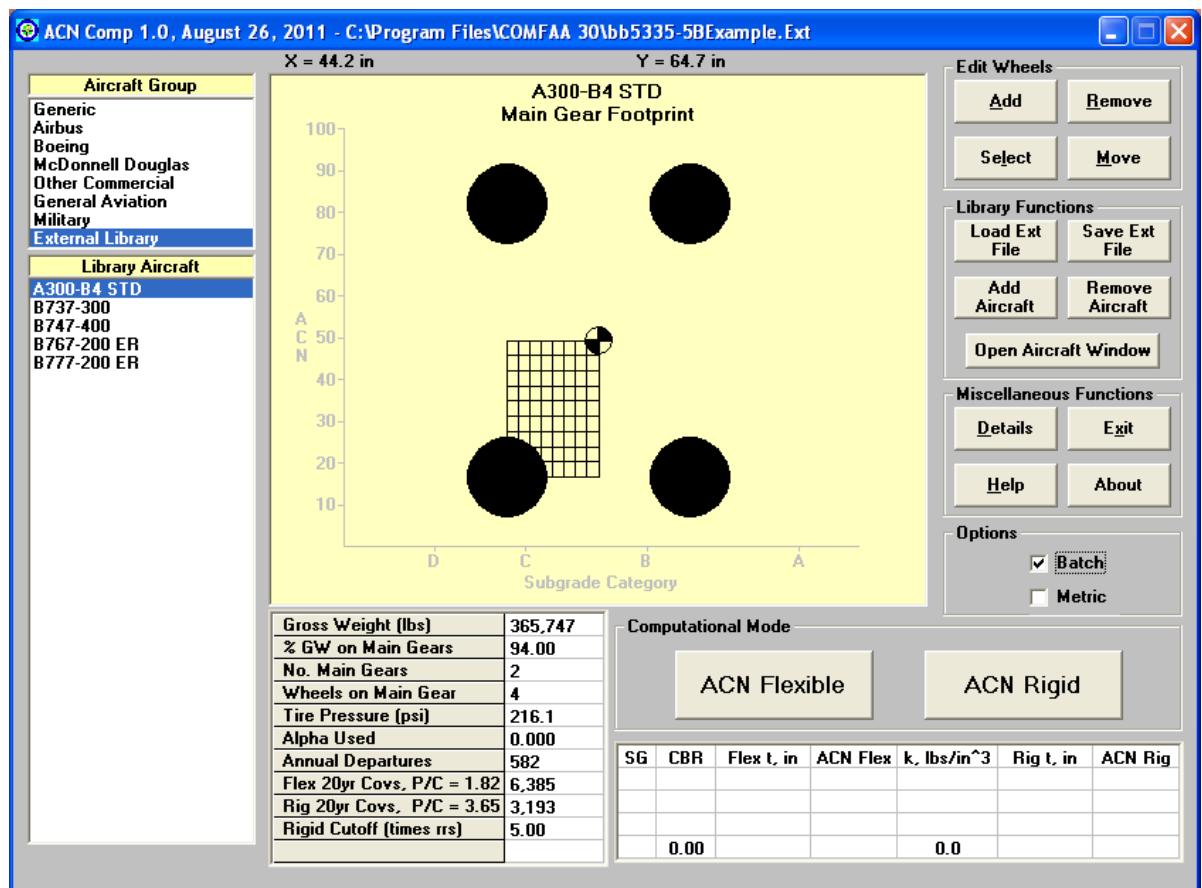 ACN Comp 1.0, August 26, 2011 - C:\Program Files\COMFAA 30\bb5335-5BExample.Ext
X = 44.2 in
Y = 64.7 in
Aircraft Group
Generic
Airbus
Boeing
McDonnell Douglas
Other Commercial
General Aviation
Military
External Library
Library Aircraft
A300-B4 STD
B737-300
B747-400
B767-200 ER
B777-200 ER
A300-B4 STD
Main Gear Footprint
100
90
80
70
60
50
40
30
20
10
ACN
D C B A
Subgrade Category
Edit Wheels
Add Remove
Select Move
Library Functions
Load Ext File Save Ext File
Add Aircraft Remove Aircraft
Open Aircraft Window
Miscellaneous Functions
Details Exit
Help About
Options
Batch
Metric
Gross Weight (lbs) 365,747
% GW on Main Gears 94.00
No. Main Gears 2
Wheels on Main Gear 4
Tire Pressure (psi) 216.1
Alpha Used 0.000
Annual Departures 582
Flex 20yr Covs, P/C = 1.82 6,385
Rig 20yr Covs, P/C = 3.65 3,193
Rigid Cutoff (times rrs) 5.00
Computational Mode
ACN Flexible ACN Rigid
SG CBR Flex t, in ACN Flex k, lbs/in^3 Rig t, in ACN Rig
0.00 0.0